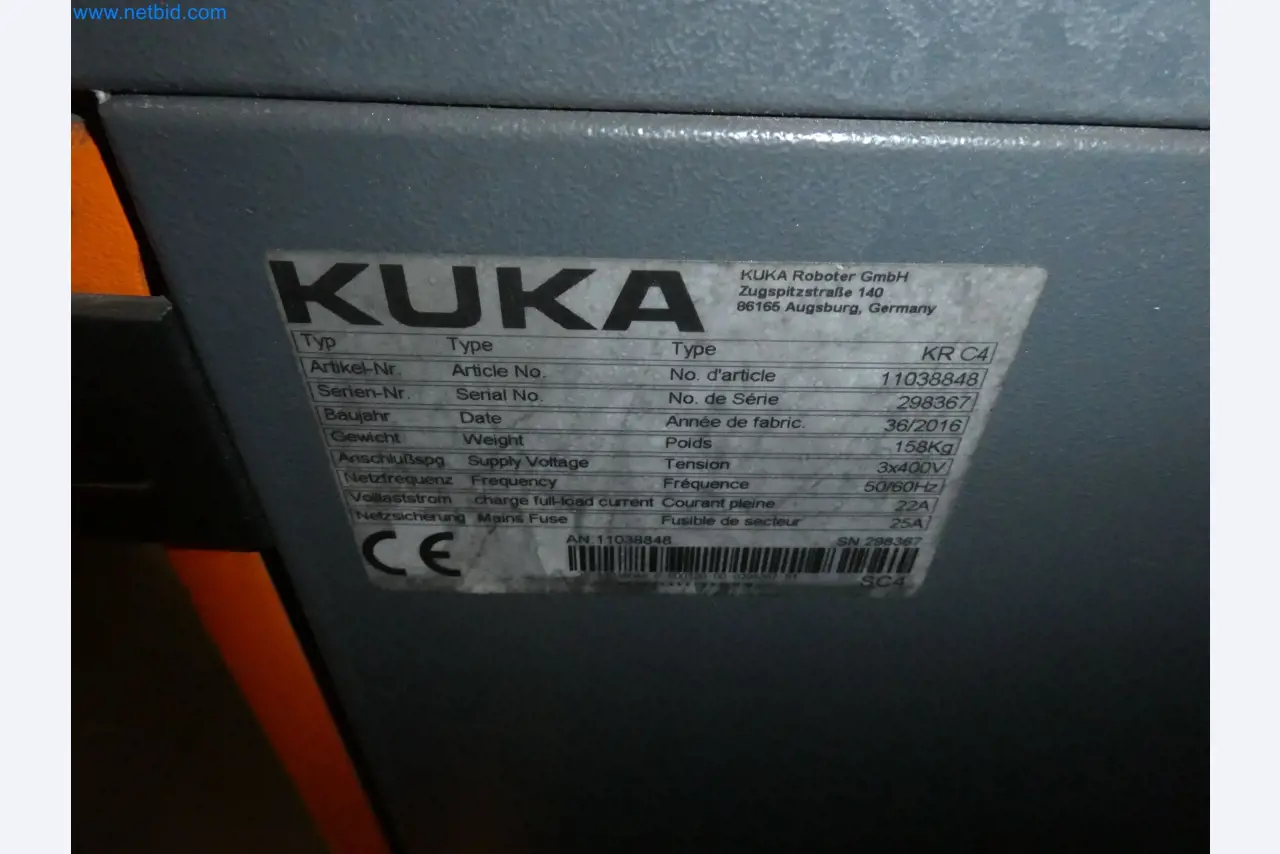 www.netbid.com
KUKA
KUKA Roboter GmbH
Zugspitzstraße 140
86165 Augsburg, Germany
Typ Type Type KR C4
Artikel-Nr. Article No. No. d'article 11038848
Serien-Nr. Serial No. No. de Série 298367
Baujahr Date Année de fabric. 36/2016
Gewicht Weight Poids 158Kg
Anschlußspg Supply Voltage Tension 3x400V
Netzfrequenz Frequency Fréquence 50/60Hz
Vollaststrom charge full-load current Courant pleine 22A
Netzsicherung Mains Fuse Fusible de secteur 25A
CE
AN 11038848 SN 298367
SC4